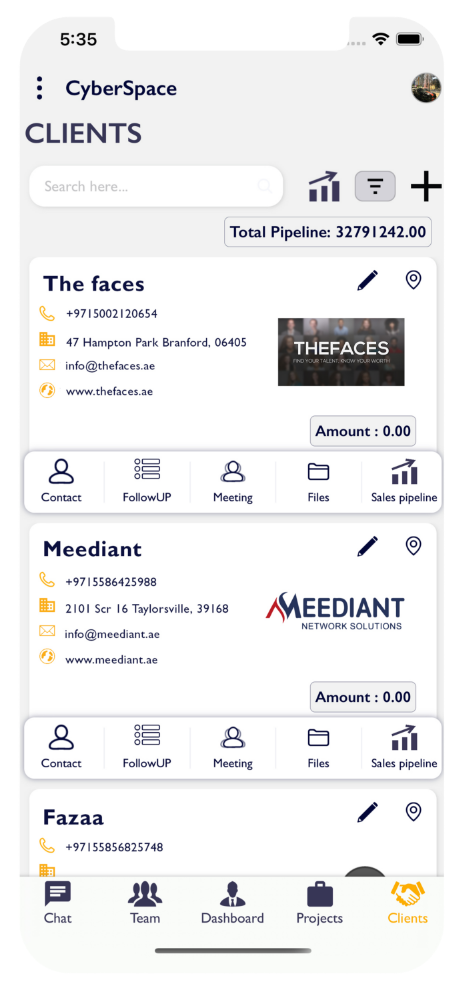 5:35
CyberSpace
CLIENTS
Search here...
Total Pipeline: 32791242.00
The faces
+9715002120654
47 Hampton Park Branford, 06405
info@thefaces.ae
www.thefaces.ae
THEFACES
FIND YOUR TALENT. KNOW YOUR WORTH
Amount : 0.00
Contact FollowUP Meeting Files Sales pipeline
Meediant
+9715586425988
2101 Scr 16 Taylorsville, 39168
info@meediant.ae
www.meediant.ae
MEEDIANT
NETWORK SOLUTIONS
Amount : 0.00
Contact FollowUP Meeting Files Sales pipeline
Fazaa
+97155856825748
Chat Team Dashboard Projects Clients